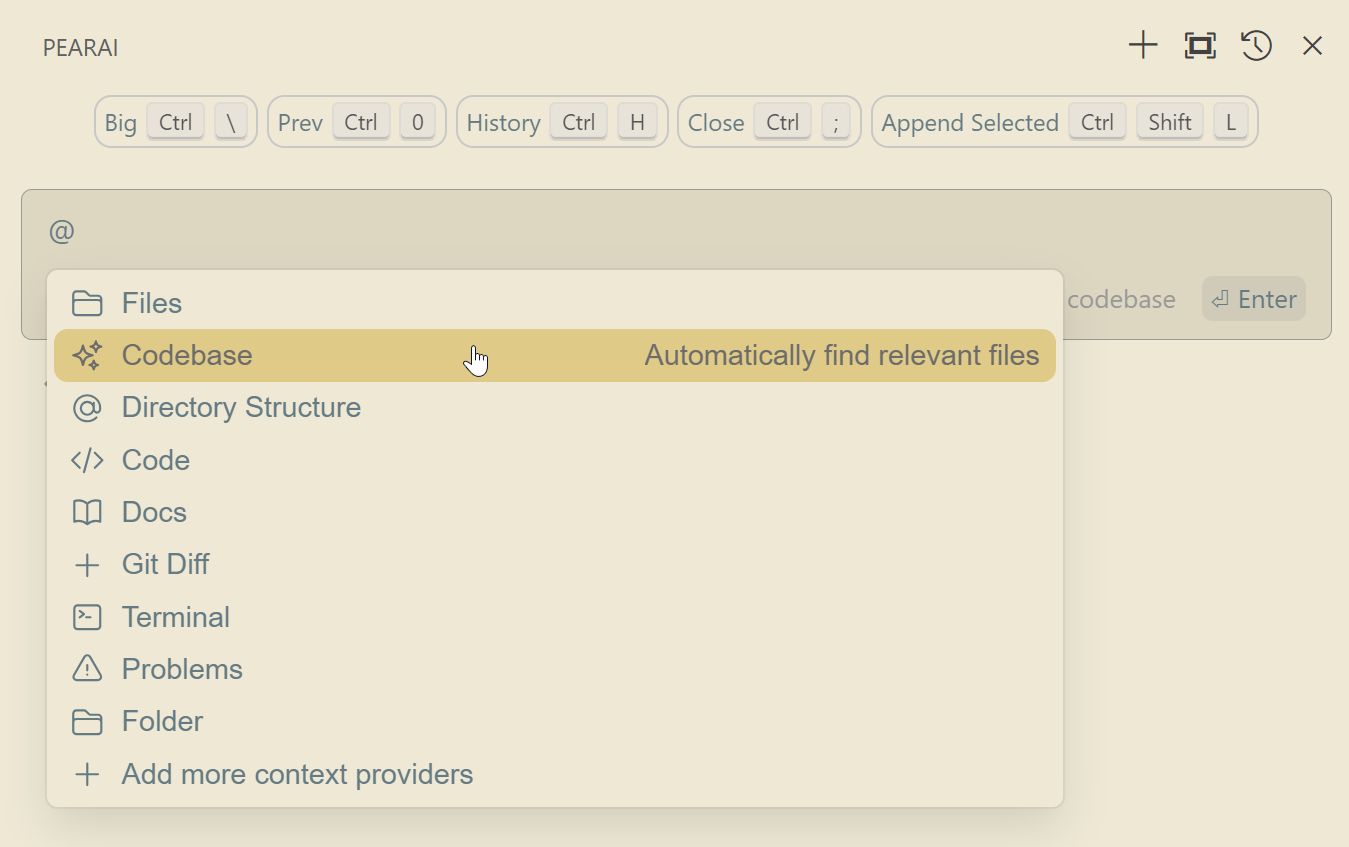 PEARAI
Big Ctrl \ Prev Ctrl 0 History Ctrl H Close Ctrl ; Append Selected Ctrl Shift L
@
codebase ⏎ Enter
Files
Codebase Automatically find relevant files
Directory Structure
Code
Docs
Git Diff
Terminal
Problems
Folder
Add more context providers